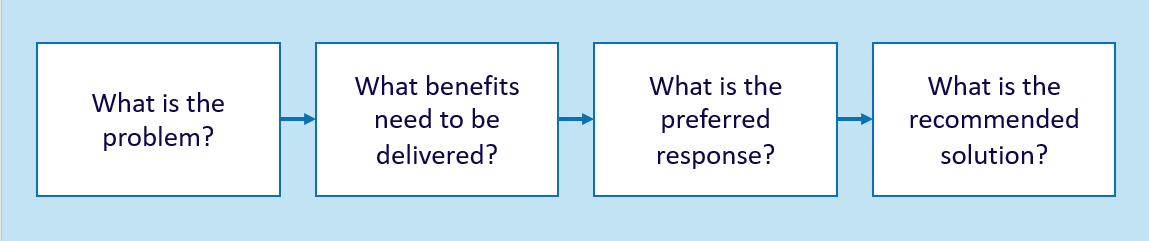 What is the
problem?
What benefits
need to be
delivered?
What is the
preferred
response?
What is the
recommended
solution?